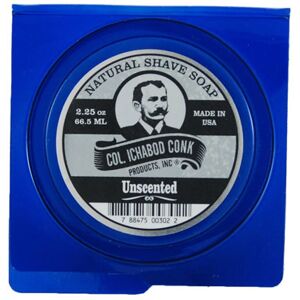 NATURAL SHAVE SOAP
2.25 oz
66.5 ML
MADE IN
USA
COL. ICHABOD CONK
PRODUCTS, INC ®
Unscented
7 88475 00302 2